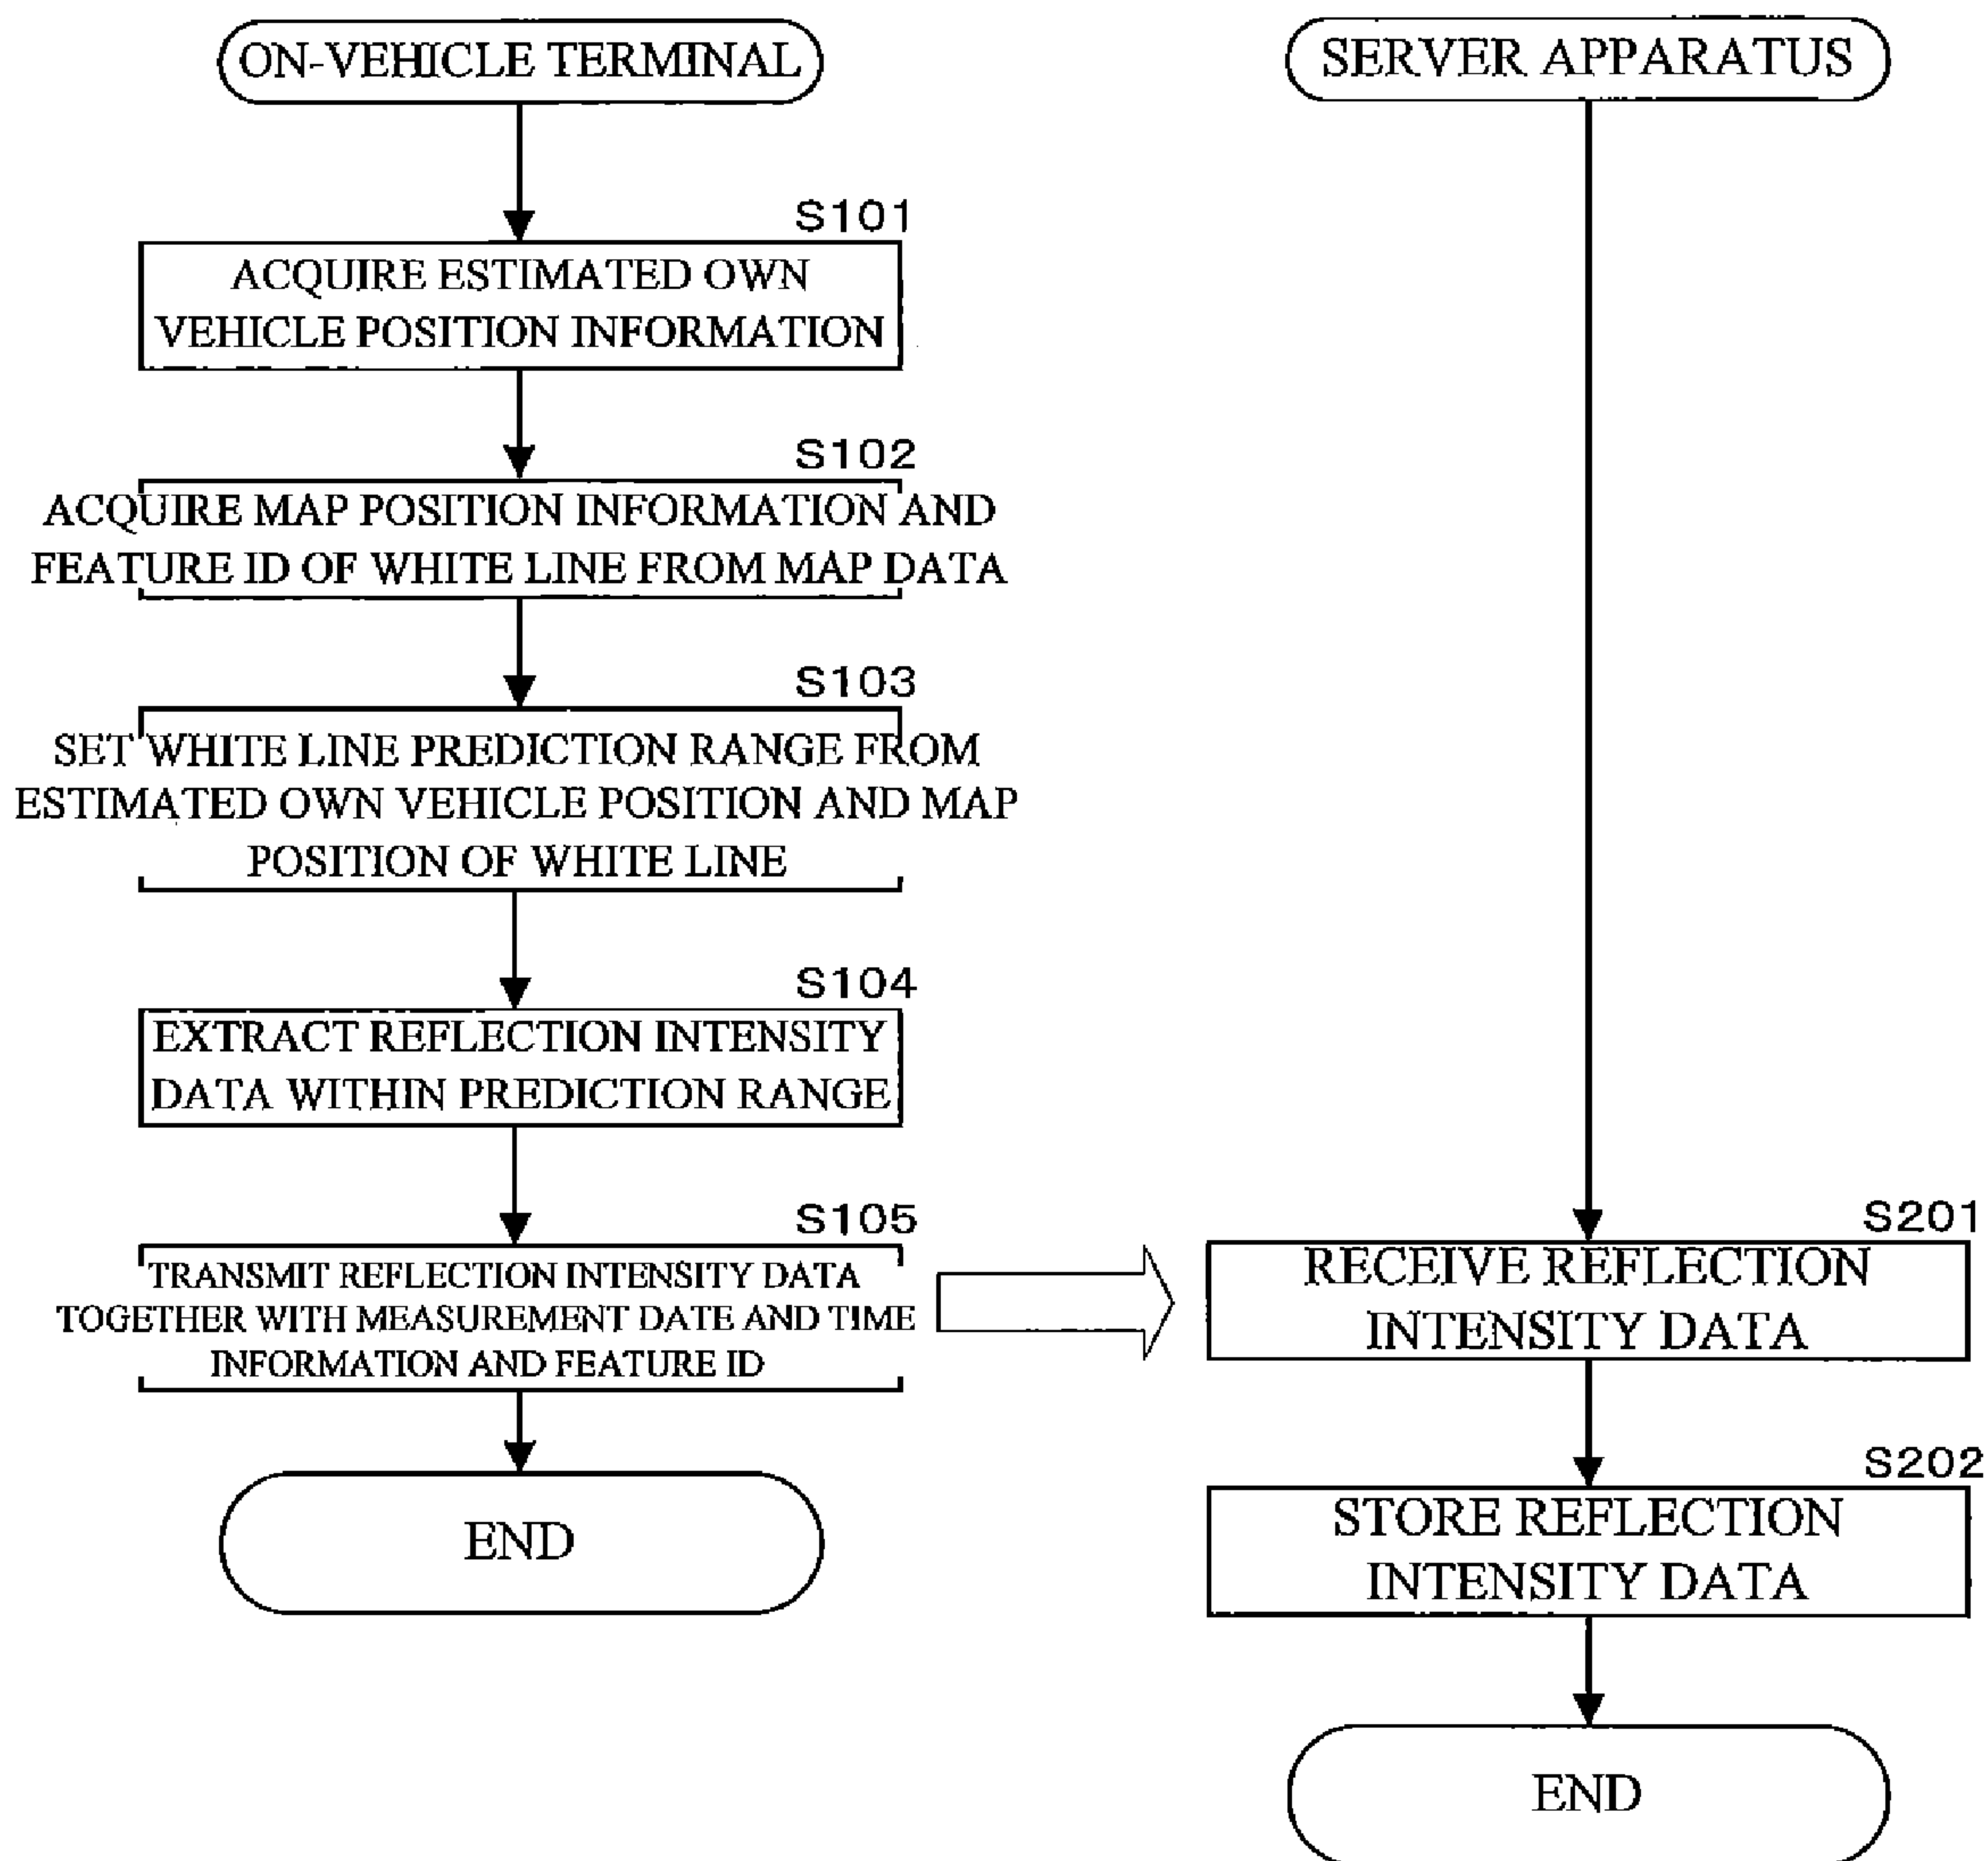 ON-VEHICLE TERMINAL
S101
ACQUIRE ESTIMATED OWN
VEHICLE POSITION INFORMATION
S102
ACQUIRE MAP POSITION INFORMATION AND
FEATURE ID OF WHITE LINE FROM MAP DATA
S103
SET WHITE LINE PREDICTION RANGE FROM
ESTIMATED OWN VEHICLE POSITION AND MAP
POSITION OF WHITE LINE
S104
EXTRACT REFLECTION INTENSITY
DATA WITHIN PREDICTION RANGE
S105
TRANSMIT REFLECTION INTENSITY DATA
TOGETHER WITH MEASUREMENT DATE AND TIME
INFORMATION AND FEATURE ID
END
SERVER APPARATUS
S201
RECEIVE REFLECTION
INTENSITY DATA
S202
STORE REFLECTION
INTENSITY DATA
END